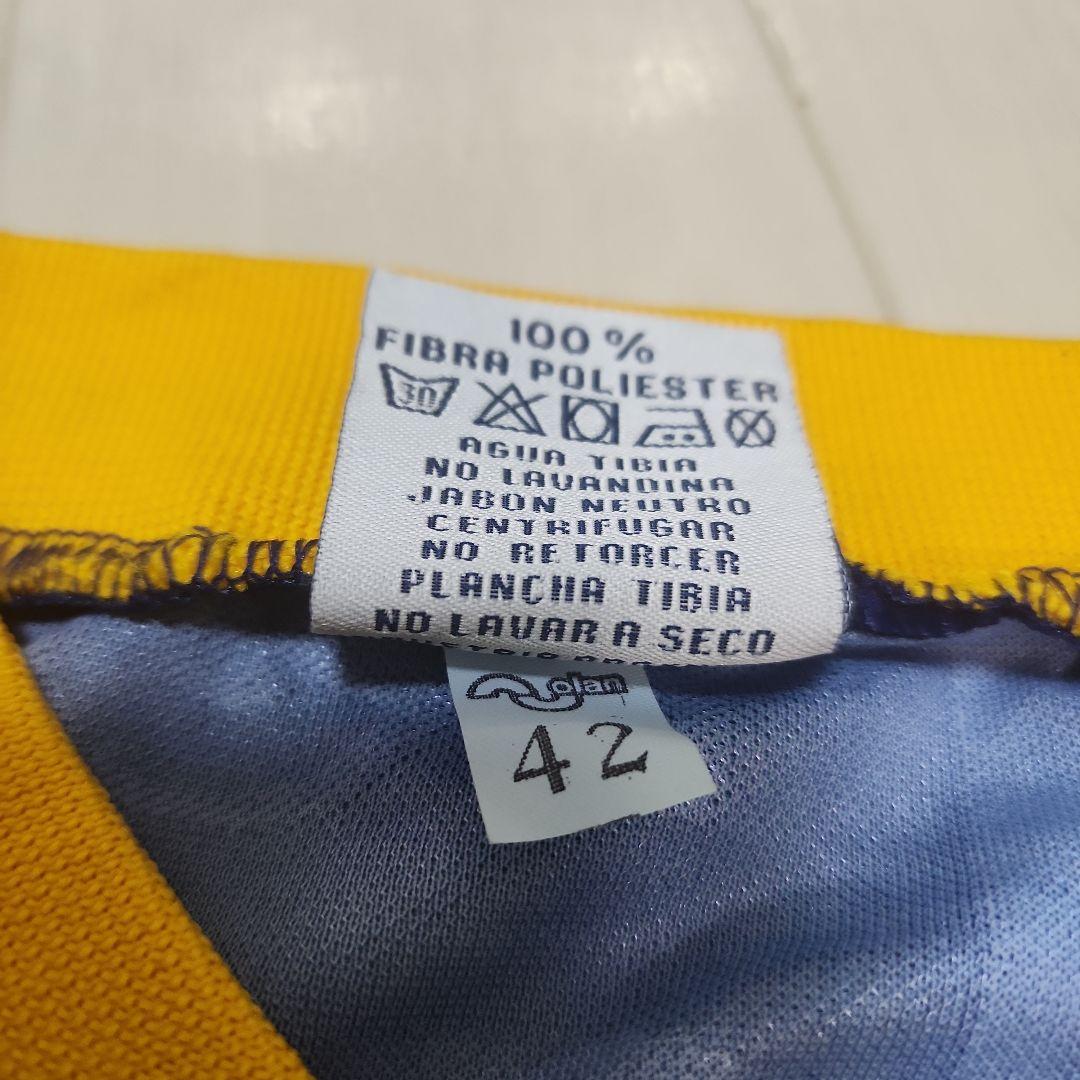 100 %
FIBRA POLIESTER
30
AGUA TIBIA
NO LAVANDINA
JABON NEUTRO
CENTRIFUGAR
NO RETORCER
PLANCHA TIBIA
NO LAVAR A SECO
olan
42